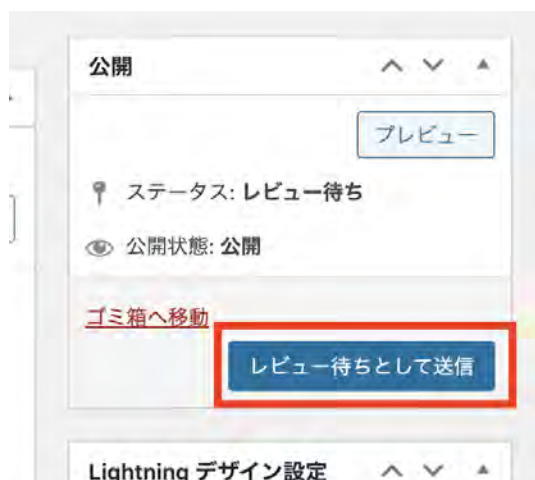 公開
プレビュー
ステータス: レビュー待ち
公開状態: 公開
ゴミ箱へ移動
レビュー待ちとして送信
Lightning デザイン設定